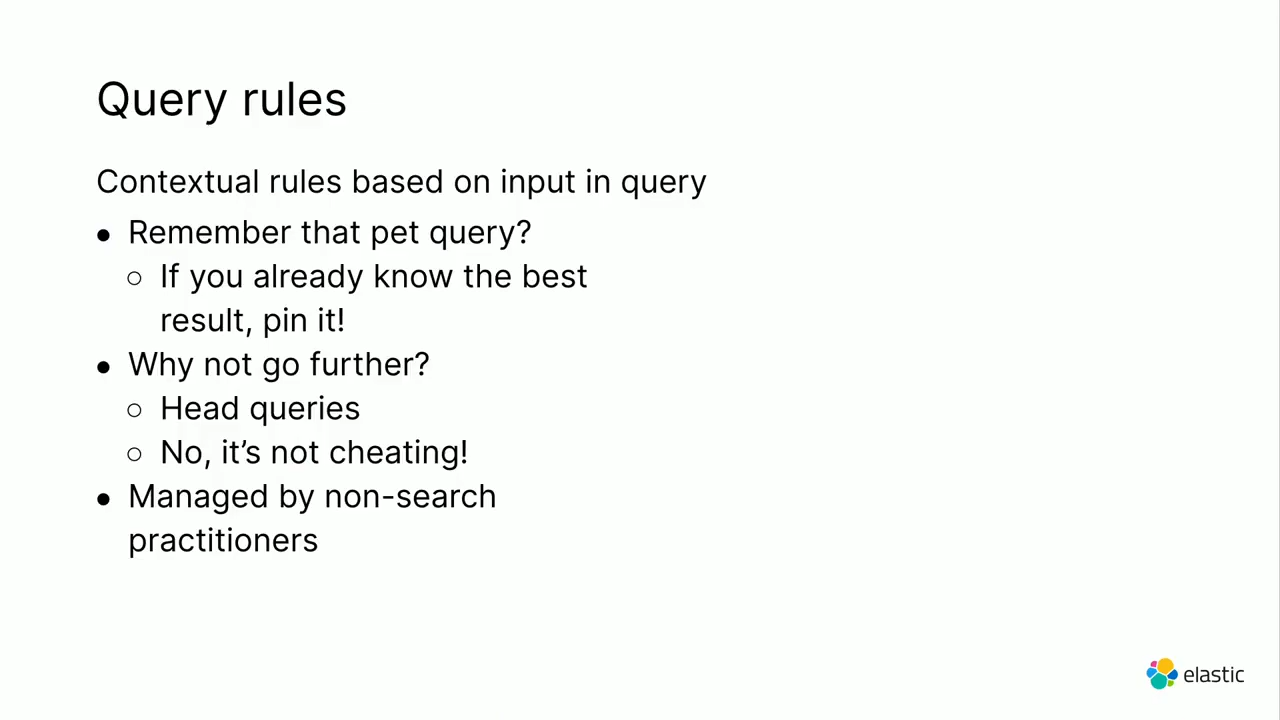 Query rules
Contextual rules based on input in query
● Remember that pet query?
○ If you already know the best
result, pin it!
● Why not go further?
○ Head queries
○ No, it’s not cheating!
● Managed by non-search
practitioners
elastic